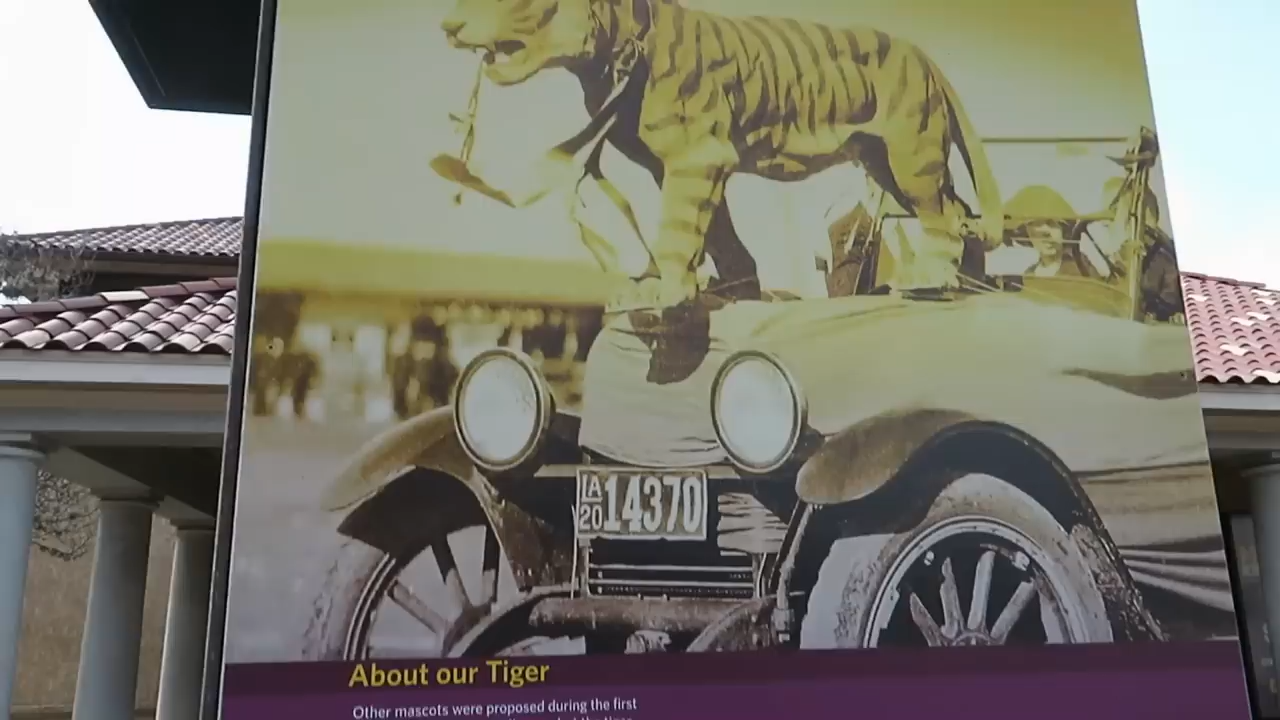 IA
20
14370
About our Tiger
Other mascots were proposed during the first